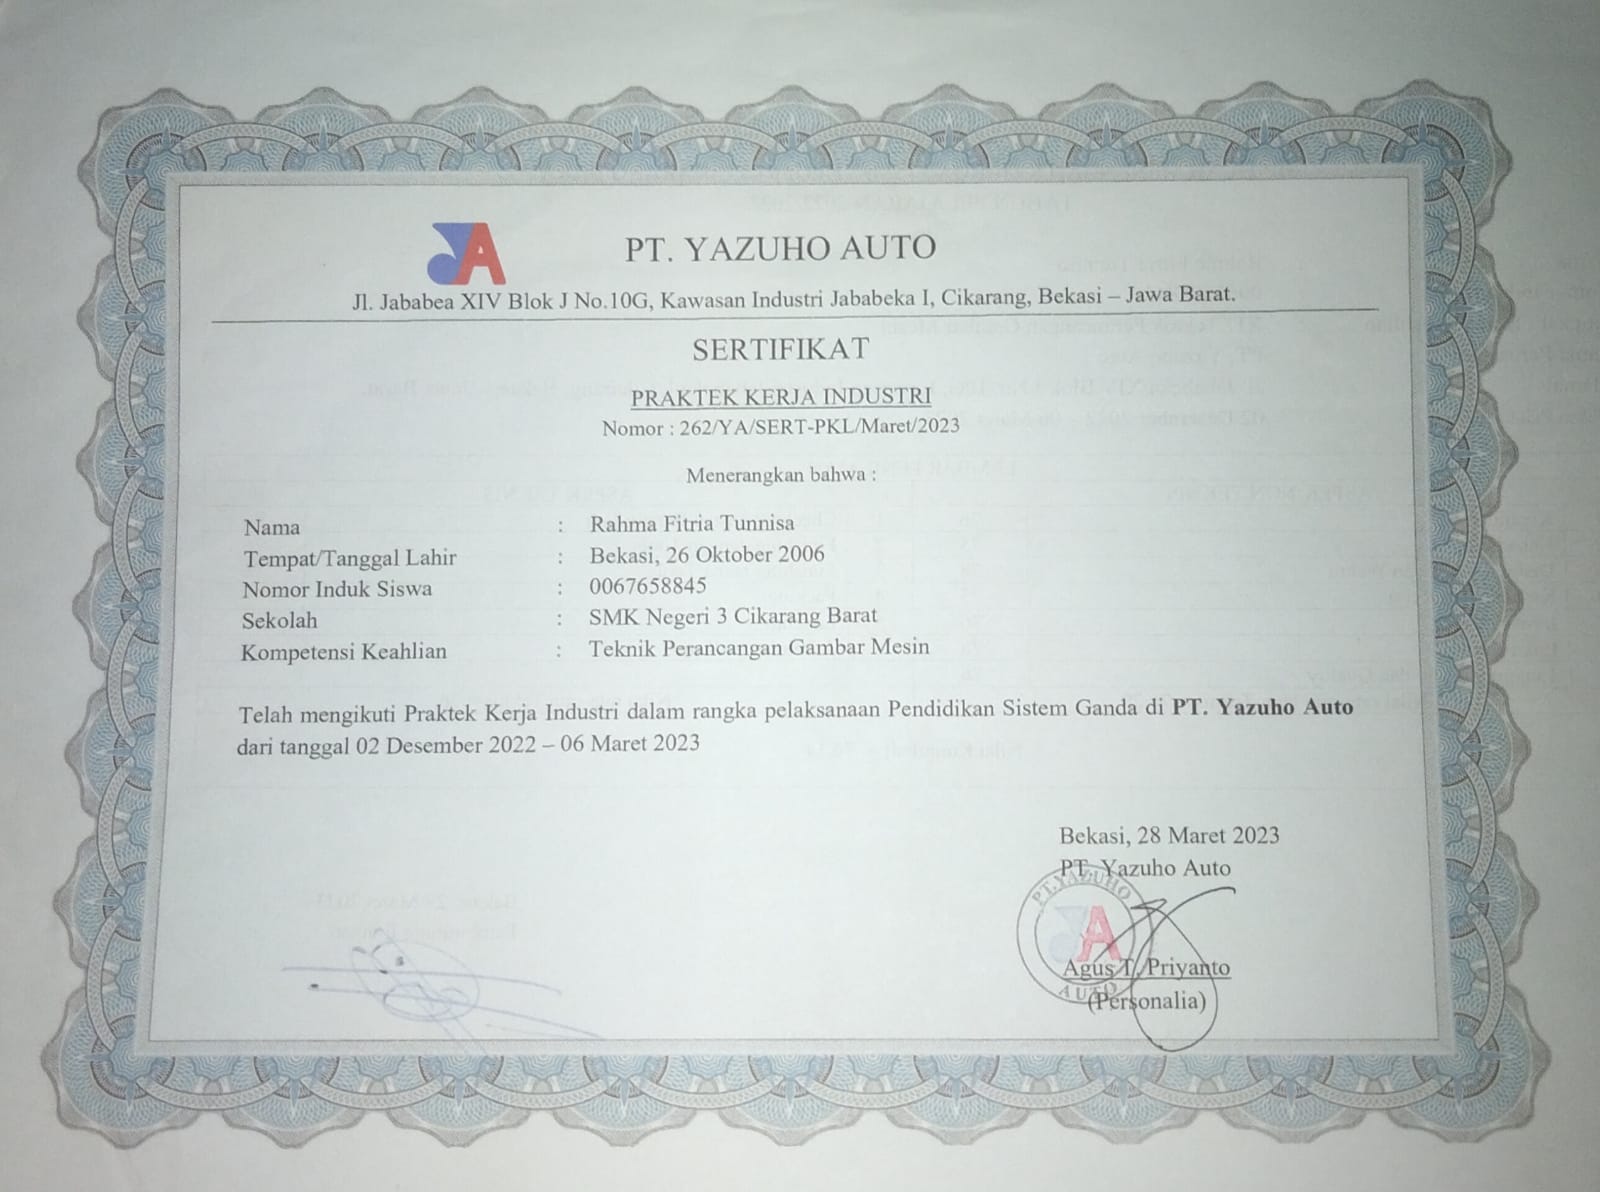 PT. YAZUHO AUTO
Jl. Jababea XIV Blok J No.10G, Kawasan Industri Jababeka I, Cikarang, Bekasi – Jawa Barat.
SERTIFIKAT
PRAKTEK KERJA INDUSTRI
Nomor : 262/YA/SERT-PKL/Maret/2023
Menerangkan bahwa :
Nama : Rahma Fitria Tunnisa
Tempat/Tanggal Lahir : Bekasi, 26 Oktober 2006
Nomor Induk Siswa : 0067658845
Sekolah : SMK Negeri 3 Cikarang Barat
Kompetensi Keahlian : Teknik Perancangan Gambar Mesin
Telah mengikuti Praktek Kerja Industri dalam rangka pelaksanaan Pendidikan Sistem Ganda di PT. Yazuho Auto
dari tanggal 02 Desember 2022 – 06 Maret 2023
Bekasi, 28 Maret 2023
PT. Yazuho Auto
PT.YAZUHO
AUTO
Agus T. Priyanto
(Personalia)